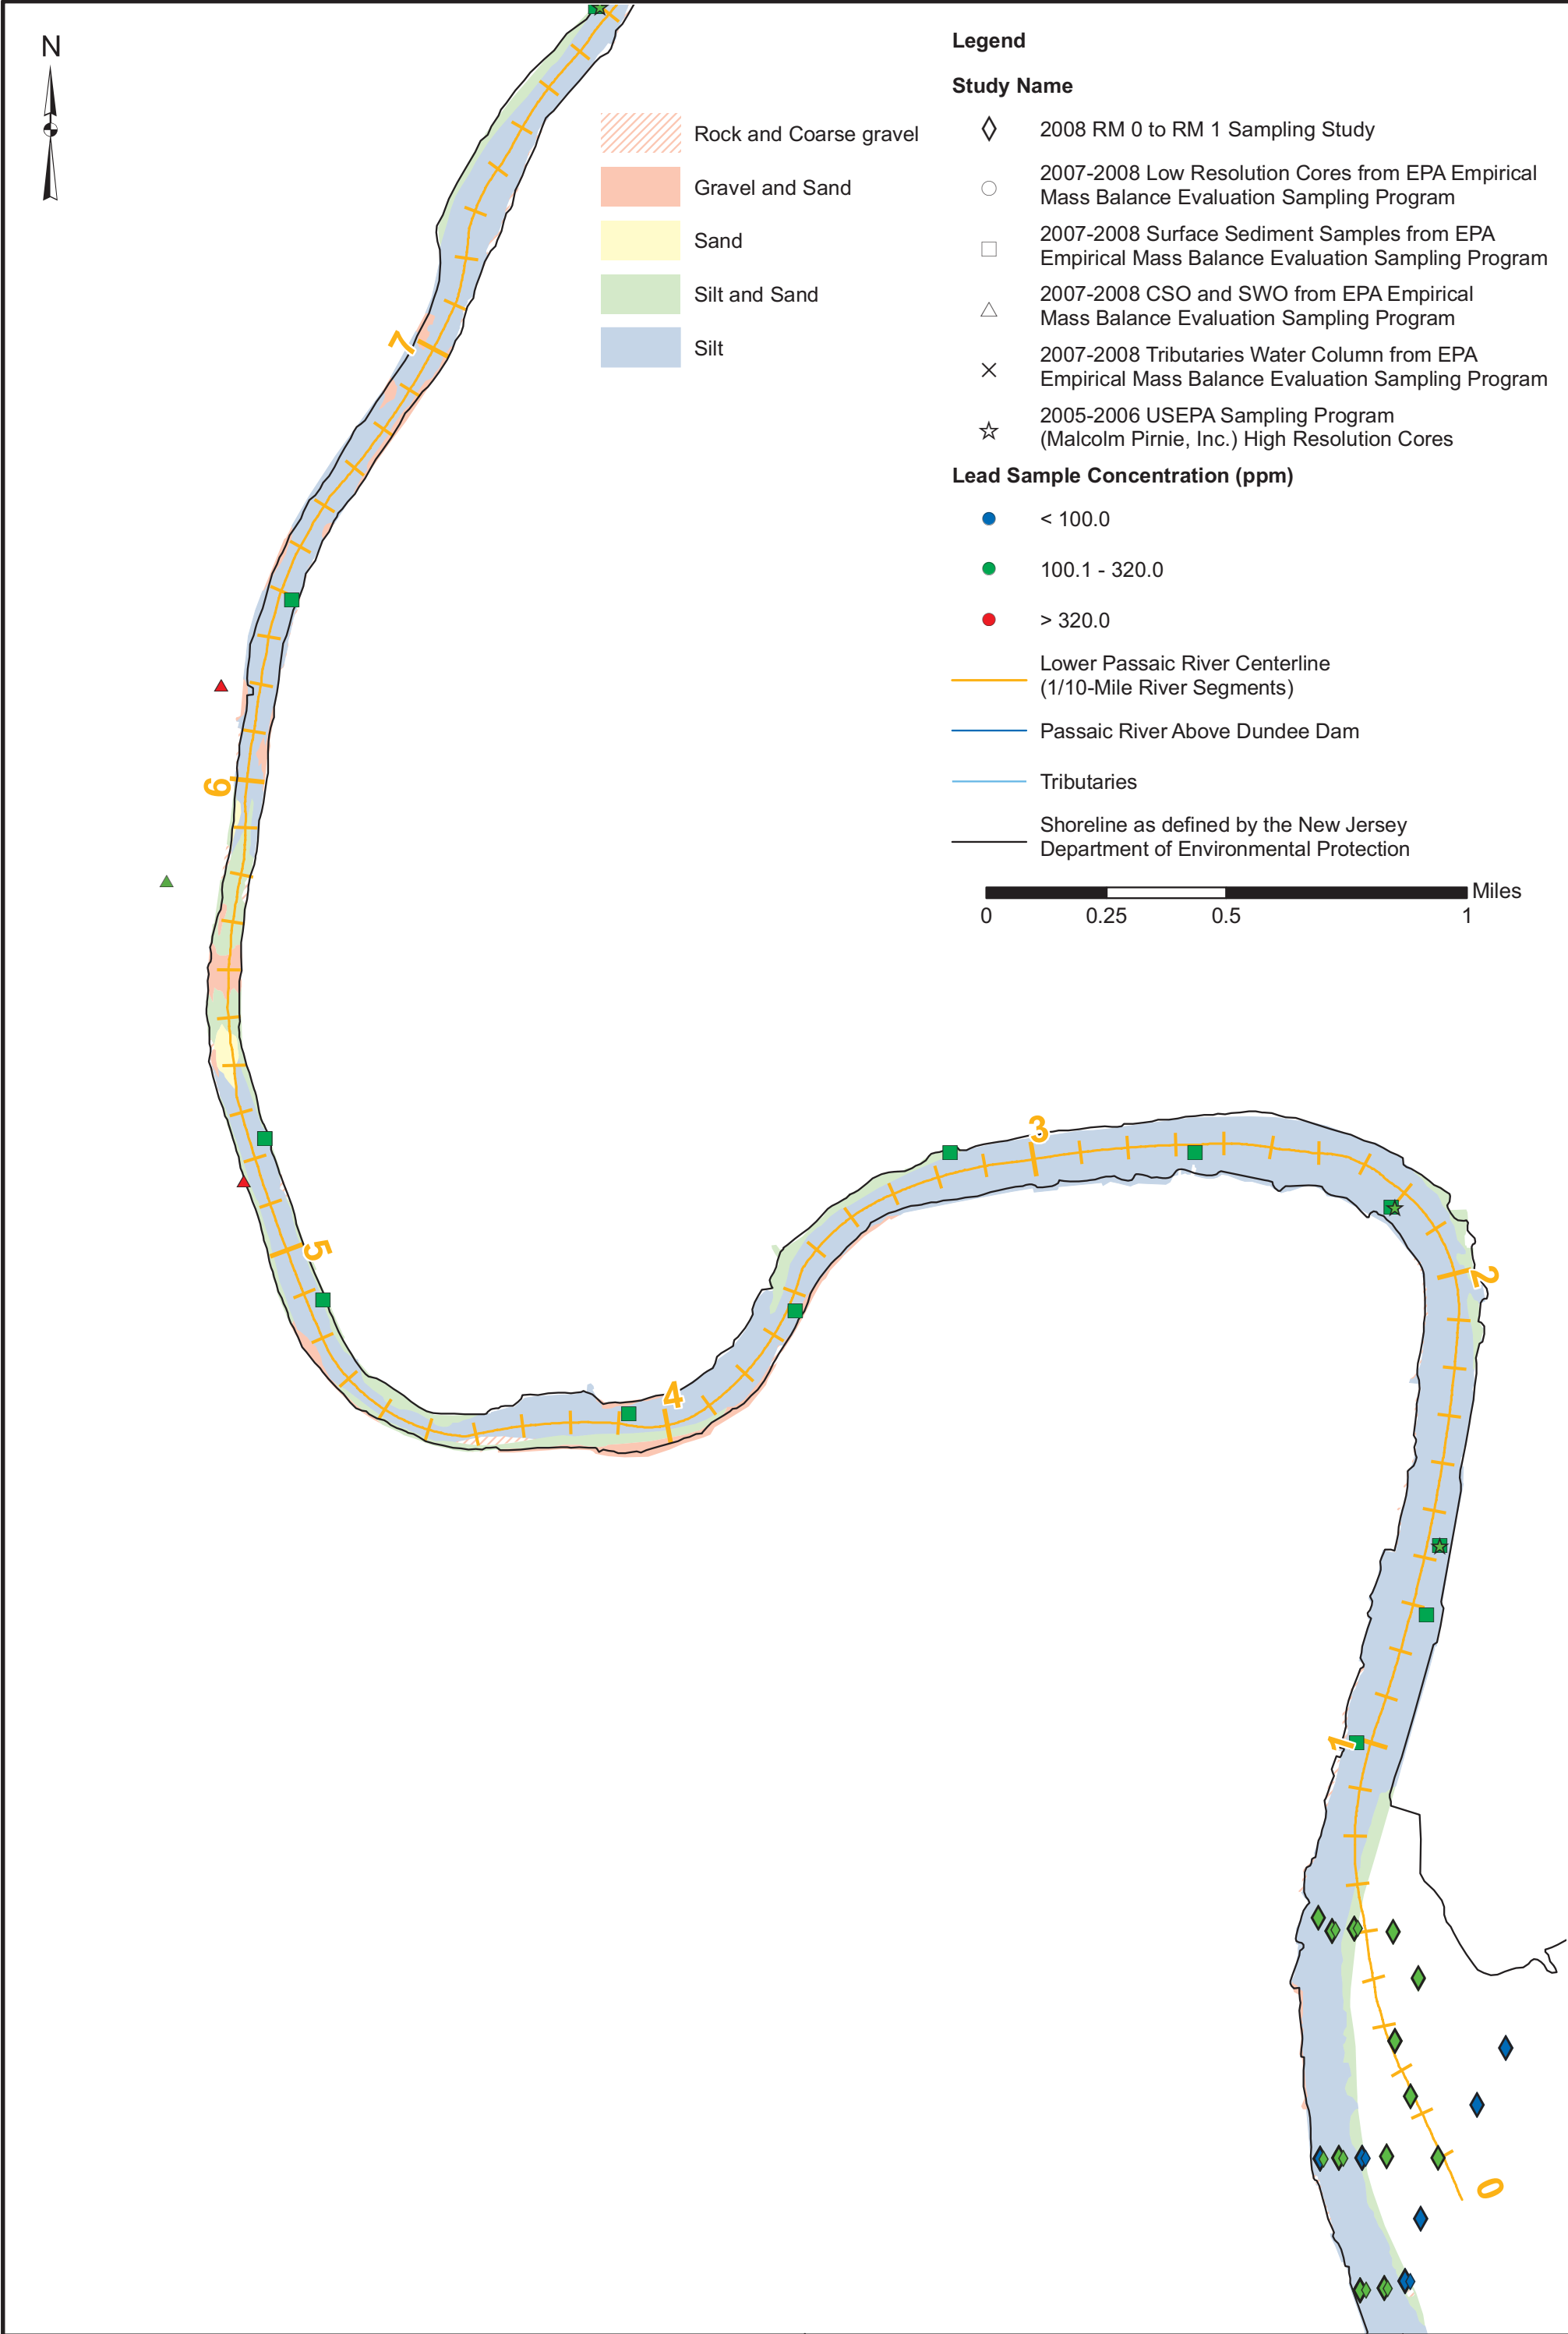 N
Rock and Coarse gravel
Gravel and Sand
Sand
Silt and Sand
Silt
Legend
Study Name
2008 RM 0 to RM 1 Sampling Study
2007-2008 Low Resolution Cores from EPA Empirical
Mass Balance Evaluation Sampling Program
2007-2008 Surface Sediment Samples from EPA
Empirical Mass Balance Evaluation Sampling Program
2007-2008 CSO and SWO from EPA Empirical
Mass Balance Evaluation Sampling Program
2007-2008 Tributaries Water Column from EPA
Empirical Mass Balance Evaluation Sampling Program
2005-2006 USEPA Sampling Program
(Malcolm Pirnie, Inc.) High Resolution Cores
Lead Sample Concentration (ppm)
< 100.0
100.1 - 320.0
> 320.0
Lower Passaic River Centerline
(1/10-Mile River Segments)
Passaic River Above Dundee Dam
Tributaries
Shoreline as defined by the New Jersey
Department of Environmental Protection
Miles
0 0.25 0.5 1
7
6
5
4
3
2
1
0